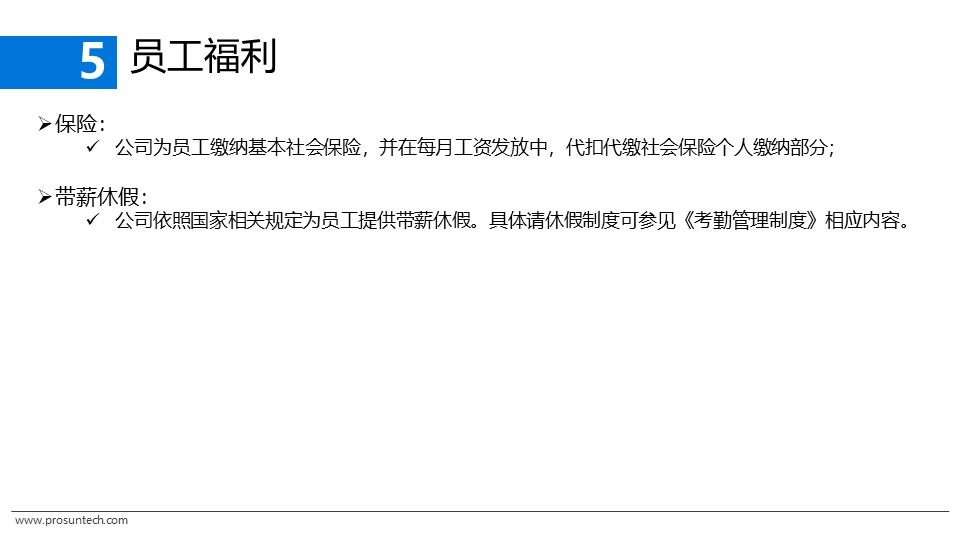 5 员工福利
➢保险：
✓ 公司为员工缴纳基本社会保险，并在每月工资发放中，代扣代缴社会保险个人缴纳部分；
➢带薪休假：
✓ 公司依照国家相关规定为员工提供带薪休假。具体请休假制度可参见《考勤管理制度》相应内容。
www.prosuntech.com